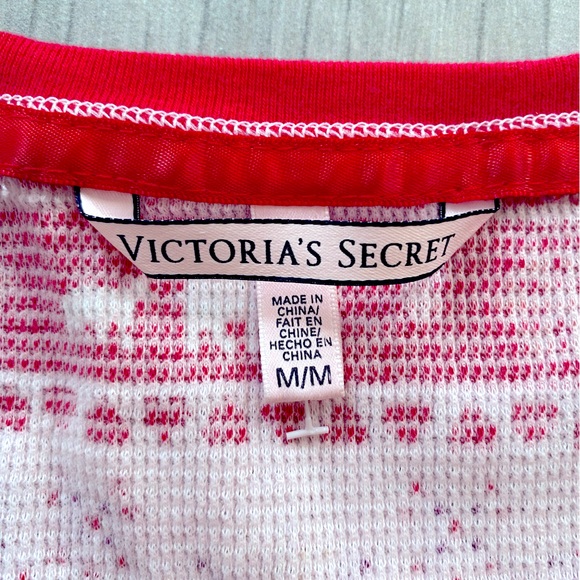 VICTORIA'S SECRET
MADE IN
CHINA/
FAIT EN
CHINE/
HECHO EN
CHINA
M/M